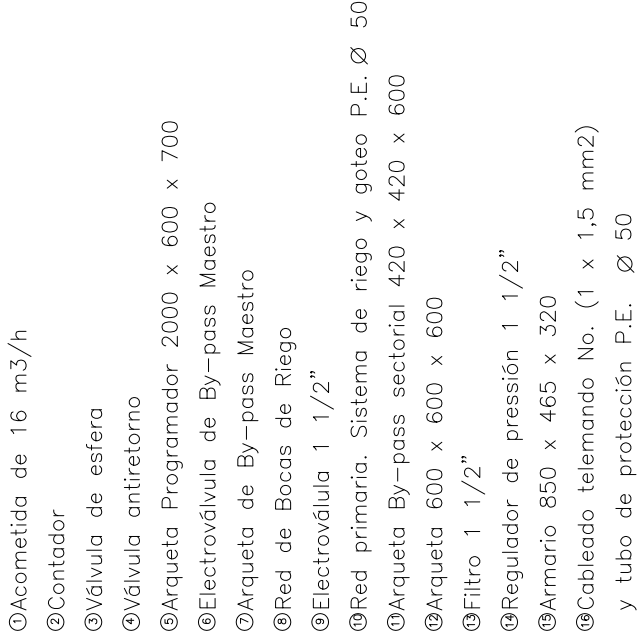 ①Acometida de 16 m3/h
②Contador
③Válvula de esfera
④Válvula antiretorno
⑤Arqueta Programador 2000 x 600 x 700
⑥Electroválvula de By-pass Maestro
⑦Arqueta de By-pass Maestro
⑧Red de Bocas de Riego
⑨Electroválula 1 1/2"
⑩Red primaria. Sistema de riego y goteo P.E. Ø 50
⑪Arqueta By-pass sectorial 420 x 420 x 600
⑫Arqueta 600 x 600 x 600
⑬Filtro 1 1/2"
⑭Regulador de pressión 1 1/2"
⑮Armario 850 x 465 x 320
⑯Cableado telemando No. (1 x 1,5 mm2)
y tubo de protección P.E. Ø 50